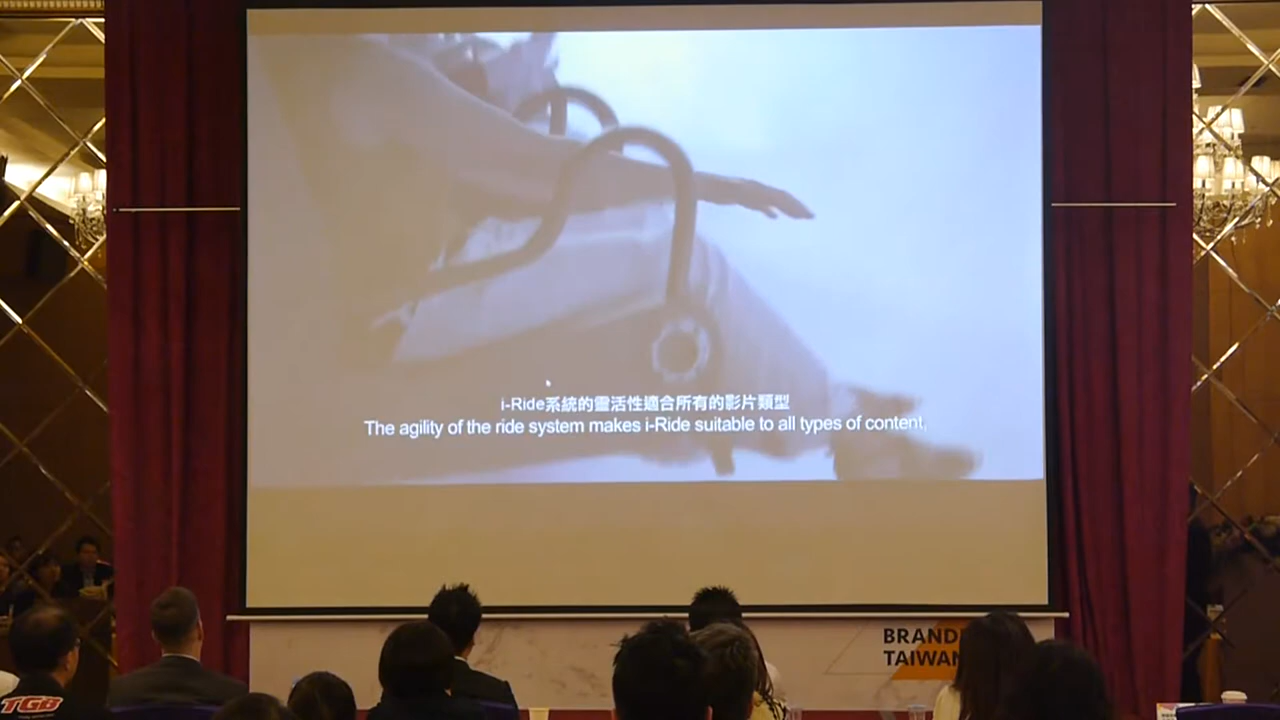 i-Ride系統的靈活性適合所有的影片類型
The agility of the ride system makes i-Ride suitable to all types of content.
TAIWAN
TGB